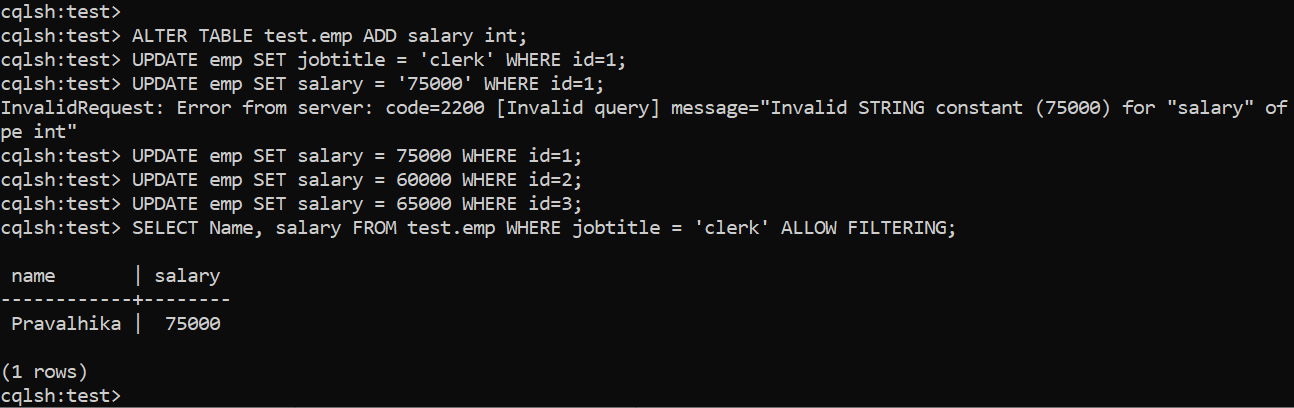 cqlsh:test>
cqlsh:test> ALTER TABLE test.emp ADD salary int;
cqlsh:test> UPDATE emp SET jobtitle = 'clerk' WHERE id=1;
cqlsh:test> UPDATE emp SET salary = '75000' WHERE id=1;
InvalidRequest: Error from server: code=2200 [Invalid query] message="Invalid STRING constant (75000) for "salary" of
pe int"
cqlsh:test> UPDATE emp SET salary = 75000 WHERE id=1;
cqlsh:test> UPDATE emp SET salary = 60000 WHERE id=2;
cqlsh:test> UPDATE emp SET salary = 65000 WHERE id=3;
cqlsh:test> SELECT Name, salary FROM test.emp WHERE jobtitle = 'clerk' ALLOW FILTERING;
 name       | salary
------------+--------
 Pravalhika |  75000
(1 rows)
cqlsh:test>